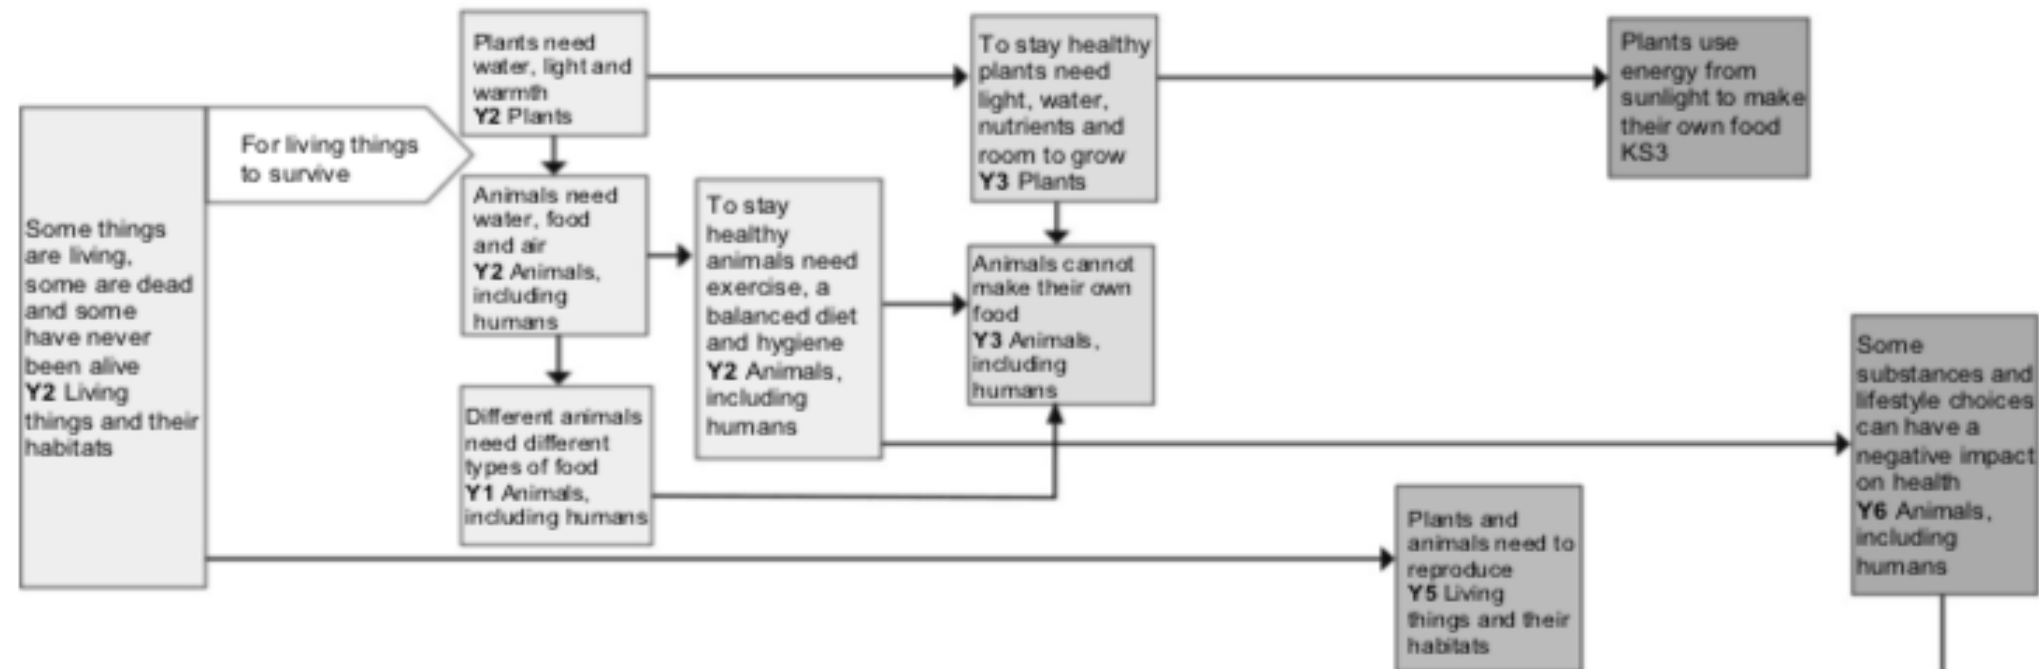 Some things
are living,
some are dead
and some
have never
been alive
Y2 Living
things and their
habitats
For living things
to survive
Plants need
water, light and
warmth
Y2 Plants
Animals need
water, food
and air
Y2 Animals,
including
humans
Different animals
need different
types of food
Y1 Animals,
including humans
To stay
healthy
animals need
exercise, a
balanced diet
and hygiene
Y2 Animals,
including
humans
To stay healthy
plants need
light, water,
nutrients and
room to grow
Y3 Plants
Animals cannot
make their own
food
Y3 Animals,
including
humans
Plants and
animals need to
reproduce
Y5 Living
things and their
habitats
Plants use
energy from
sunlight to make
their own food
KS3
Some
substances and
lifestyle choices
can have a
negative impact
on health
Y6 Animals,
including
humans